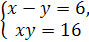 {x − y = 6,
xy = 16